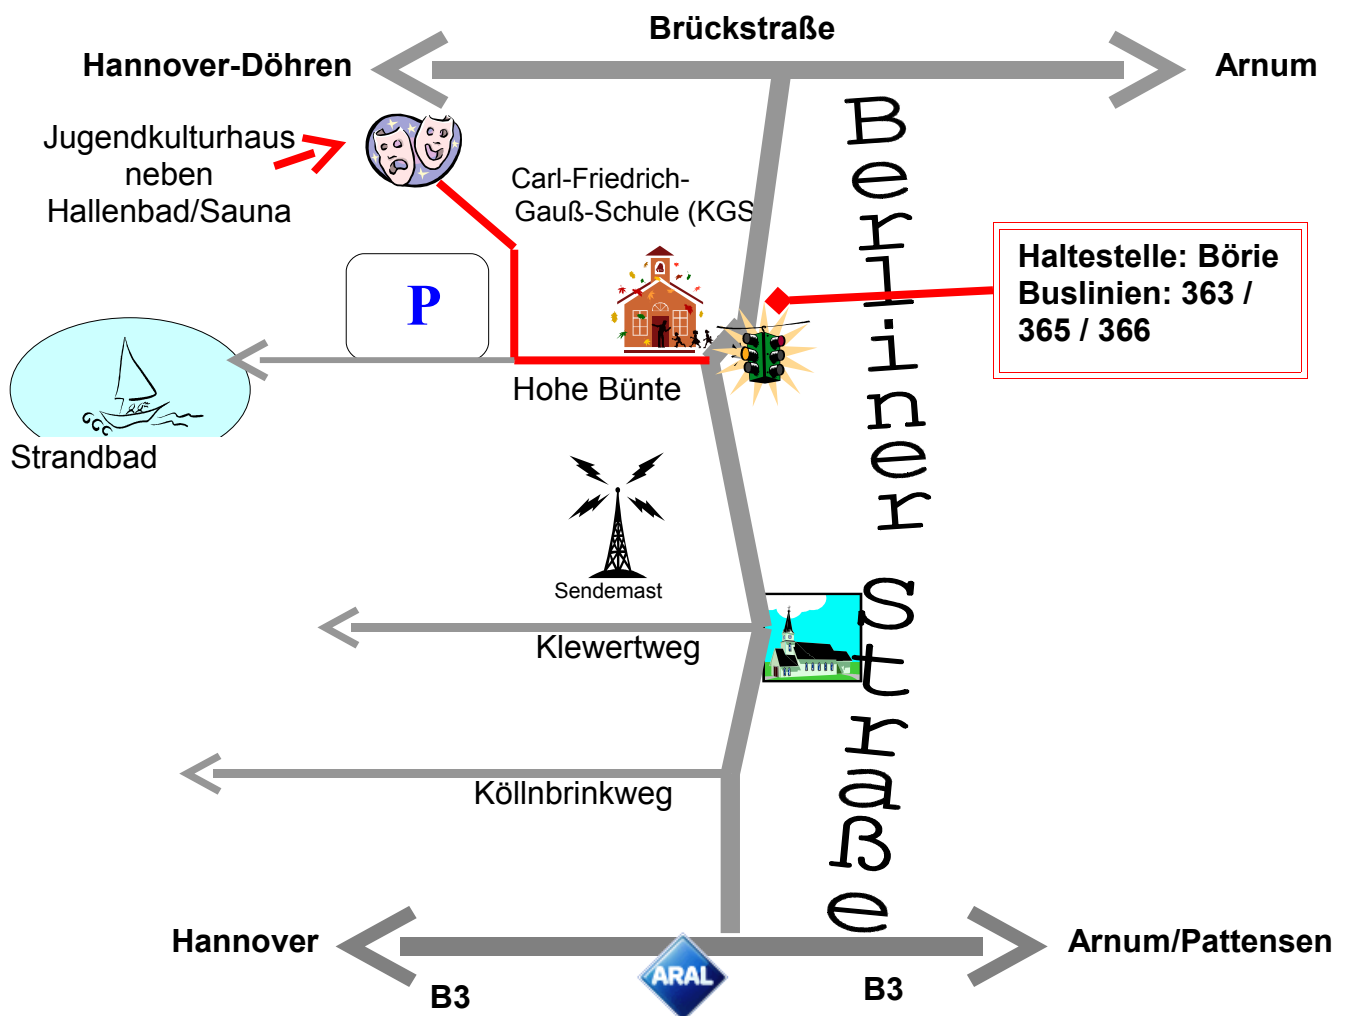 Brückstraße
Hannover-Döhren
Arnum
Jugendkulturhaus
neben
Hallenbad/Sauna
Carl-Friedrich-
Gauß-Schule (KGS
Berliner Straße
Haltestelle: Börie
Buslinien: 363 /
365 / 366
P
Hohe Bünte
Strandbad
Sendemast
Klewertweg
Köllnbrinkweg
Hannover
Arnum/Pattensen
ARAL
B3
B3